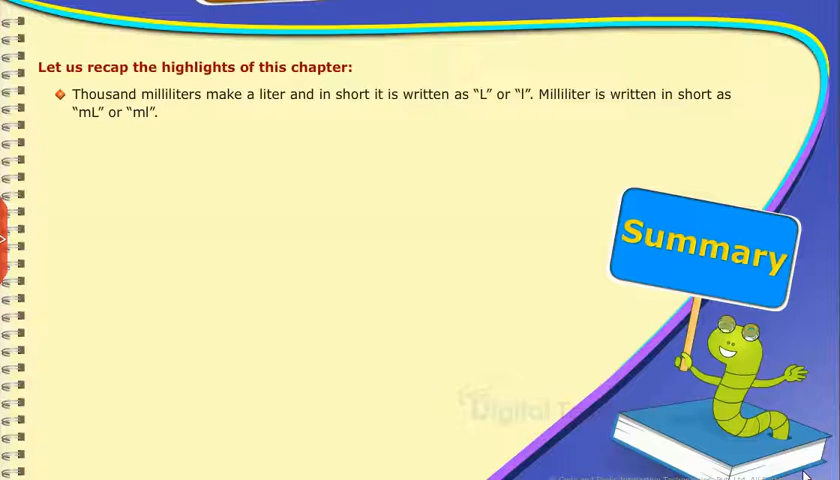 Let us recap the highlights of this chapter:
Thousand milliliters make a liter and in short it is written as “L” or “l”. Milliliter is written in short as
“mL” or “ml”.
Summary
Digital